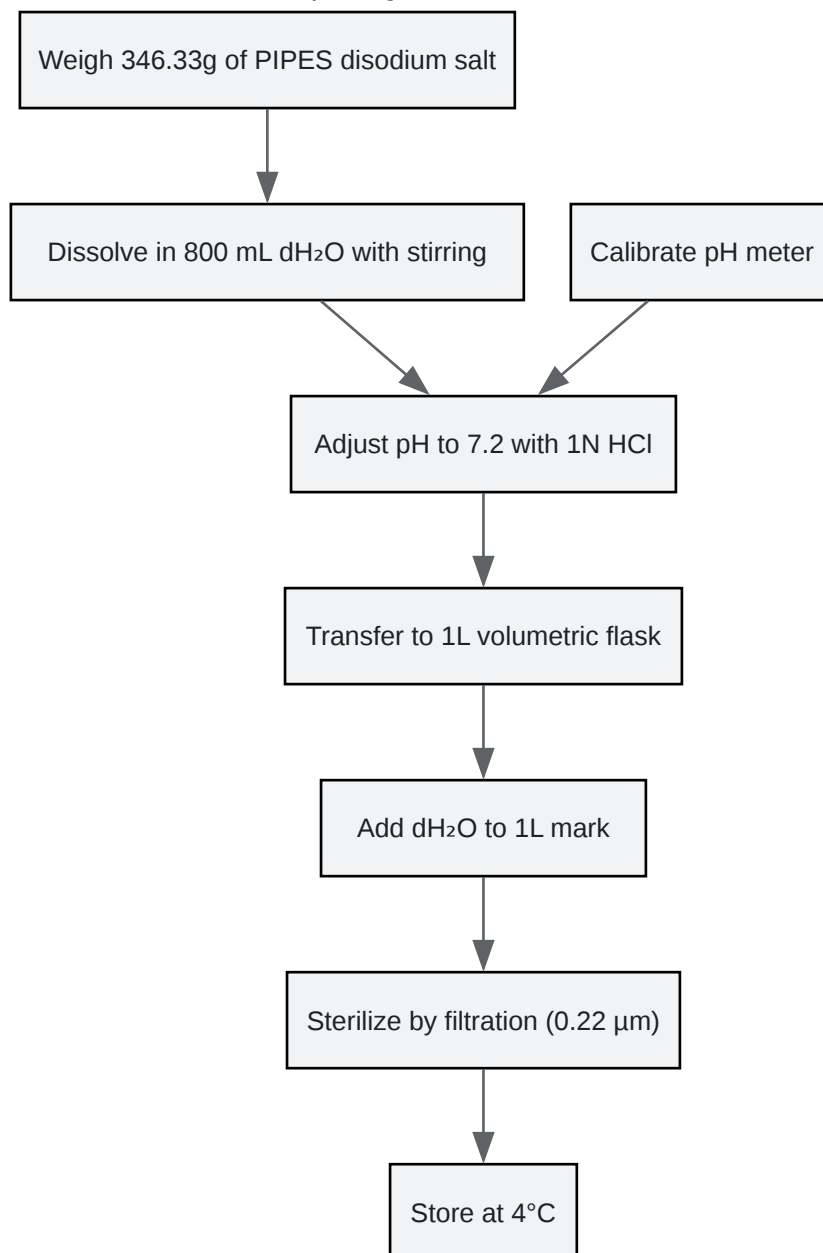 Weigh 346.33g of PIPES disodium salt
Dissolve in 800 mL dH₂O with stirring
Calibrate pH meter
Adjust pH to 7.2 with 1N HCl
Transfer to 1L volumetric flask
Add dH₂O to 1L mark
Sterilize by filtration (0.22 µm)
Store at 4°C